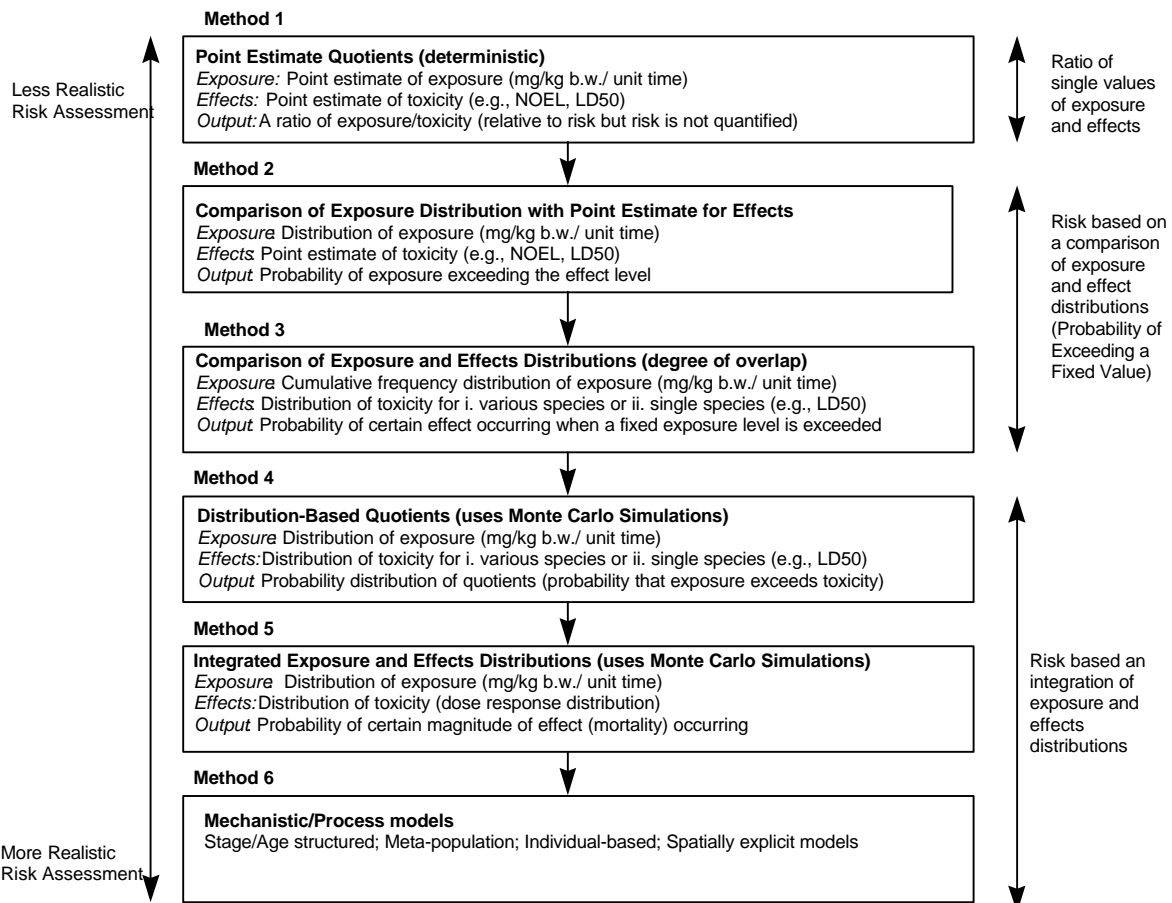 Method 1
Point Estimate Quotients (deterministic)
Exposure: Point estimate of exposure (mg/kg b.w./ unit time)
Effects: Point estimate of toxicity (e.g., NOEL, LD50)
Output: A ratio of exposure/toxicity (relative to risk but risk is not quantified)
Less Realistic
Risk Assessment
Ratio of
single values
of exposure
and effects
Method 2
Comparison of Exposure Distribution with Point Estimate for Effects
Exposure: Distribution of exposure (mg/kg b.w./ unit time)
Effects: Point estimate of toxicity (e.g., NOEL, LD50)
Output: Probability of exposure exceeding the effect level
Risk based on
a comparison
of exposure
and effect
distributions
(Probability of
Exceeding a
Fixed Value)
Method 3
Comparison of Exposure and Effects Distributions (degree of overlap)
Exposure: Cumulative frequency distribution of exposure (mg/kg b.w./ unit time)
Effects: Distribution of toxicity for i. various species or ii. single species (e.g., LD50)
Output: Probability of certain effect occurring when a fixed exposure level is exceeded
Method 4
Distribution-Based Quotients (uses Monte Carlo Simulations)
Exposure: Distribution of exposure (mg/kg b.w./ unit time)
Effects: Distribution of toxicity for i. various species or ii. single species (e.g., LD50)
Output: Probability distribution of quotients (probability that exposure exceeds toxicity)
Method 5
Integrated Exposure and Effects Distributions (uses Monte Carlo Simulations)
Exposure: Distribution of exposure (mg/kg b.w./ unit time)
Effects: Distribution of toxicity (dose response distribution)
Output: Probability of certain magnitude of effect (mortality) occurring
Risk based an
integration of
exposure and
effects
distributions
Method 6
Mechanistic/Process models
Stage/Age structured; Meta-population; Individual-based; Spatially explicit models
More Realistic
Risk Assessment